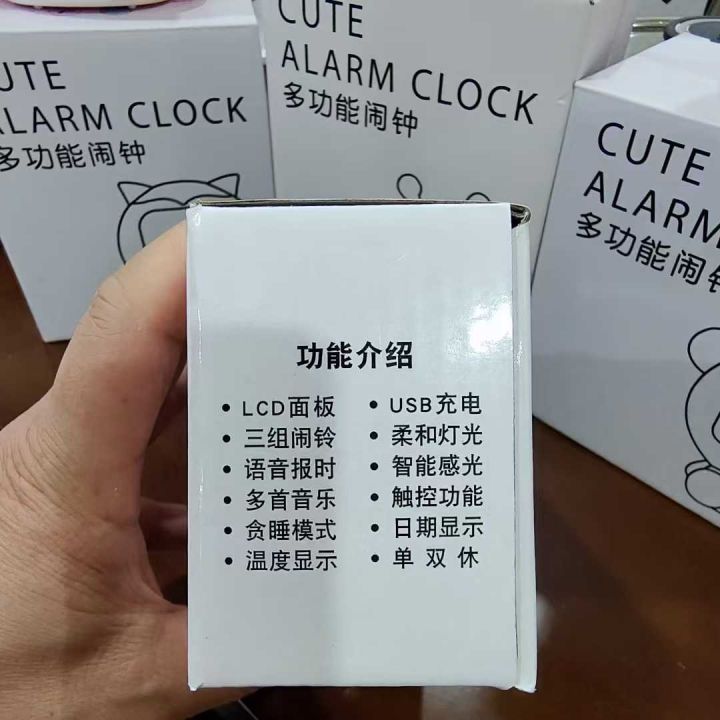 UTE
ALARM CLOCK
多功能闹钟
CUTE
ALARM CLOCK
多功能闹钟
CUTE
ALARM
多功能闹钟
功能介绍
• LCD面板
• 三组闹铃
• 语音报时
• 多首音乐
• 贪睡模式
• 温度显示
• USB充电
• 柔和灯光
• 智能感光
• 触控功能
• 日期显示
• 单 双 休